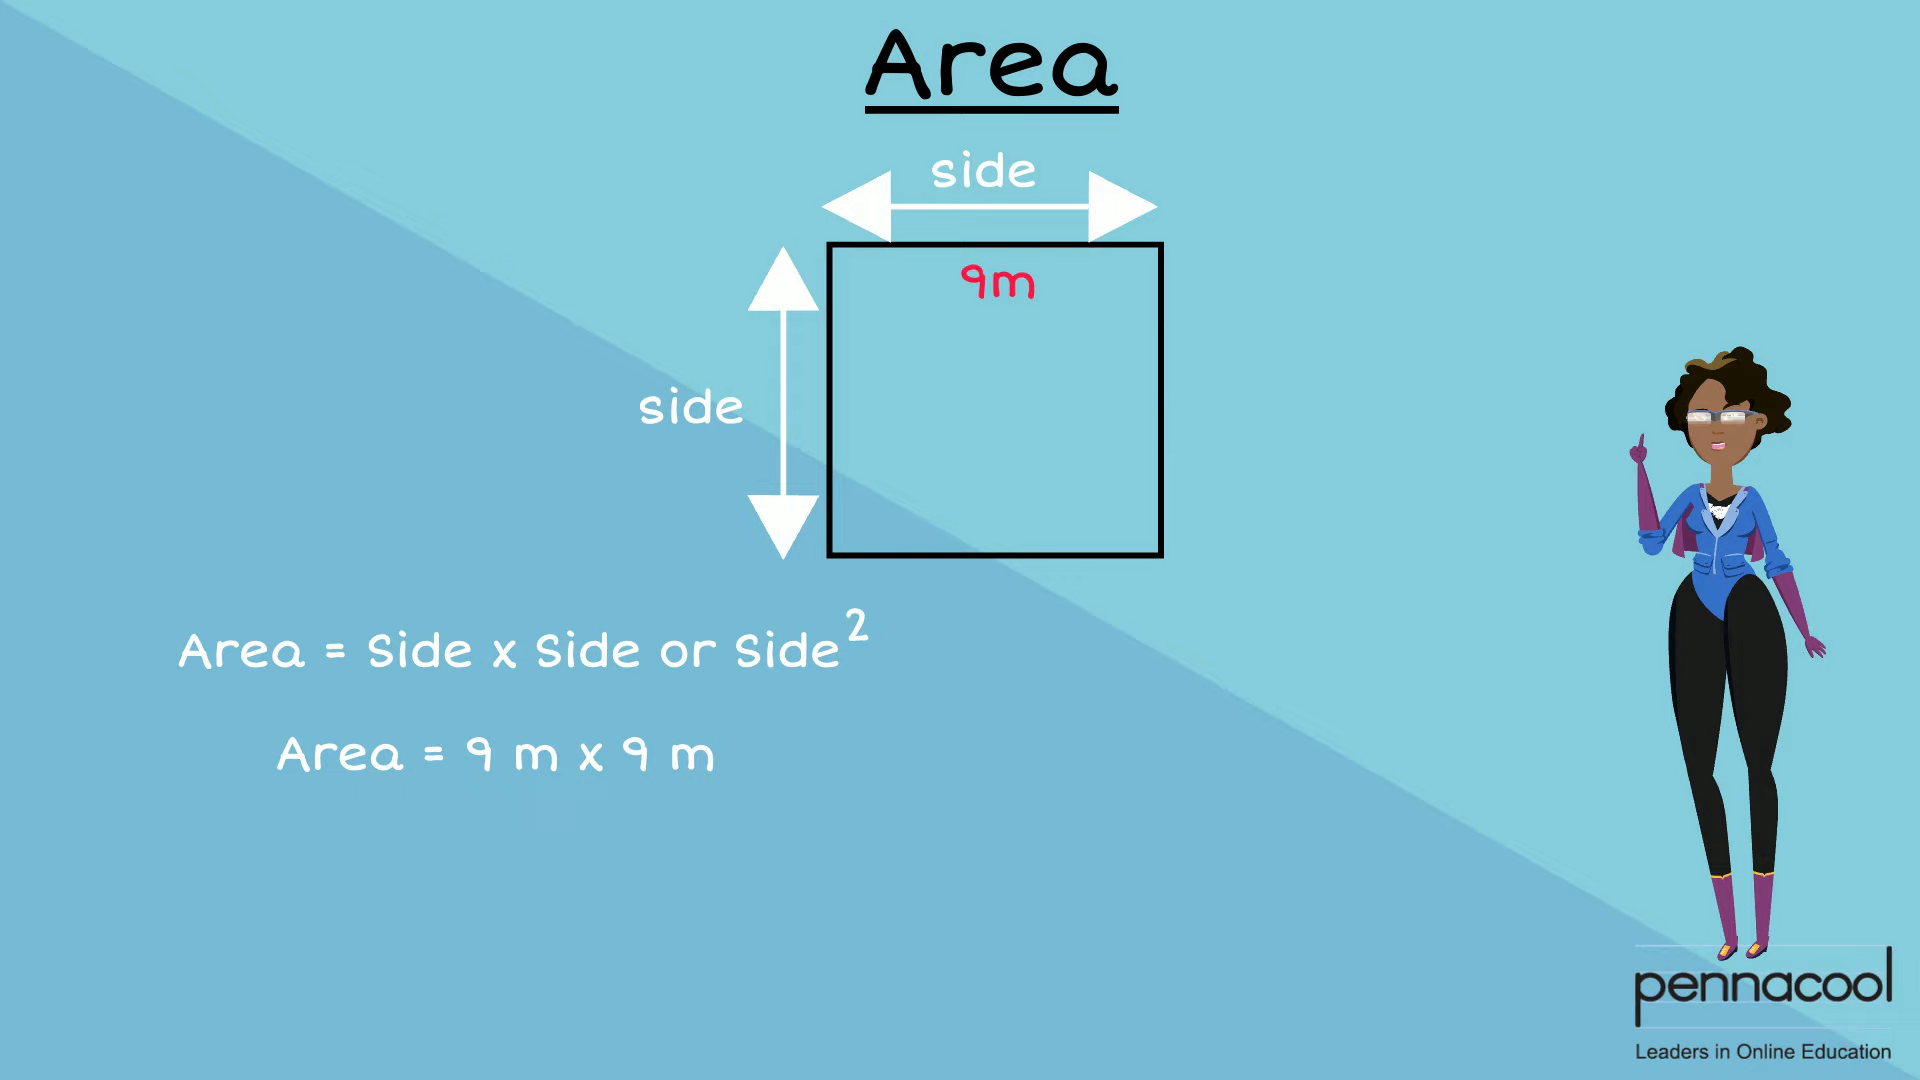 Area
side
9m
side
Area = Side x Side or Side²
Area = 9 m x 9 m
pennacool
Leaders in Online Education